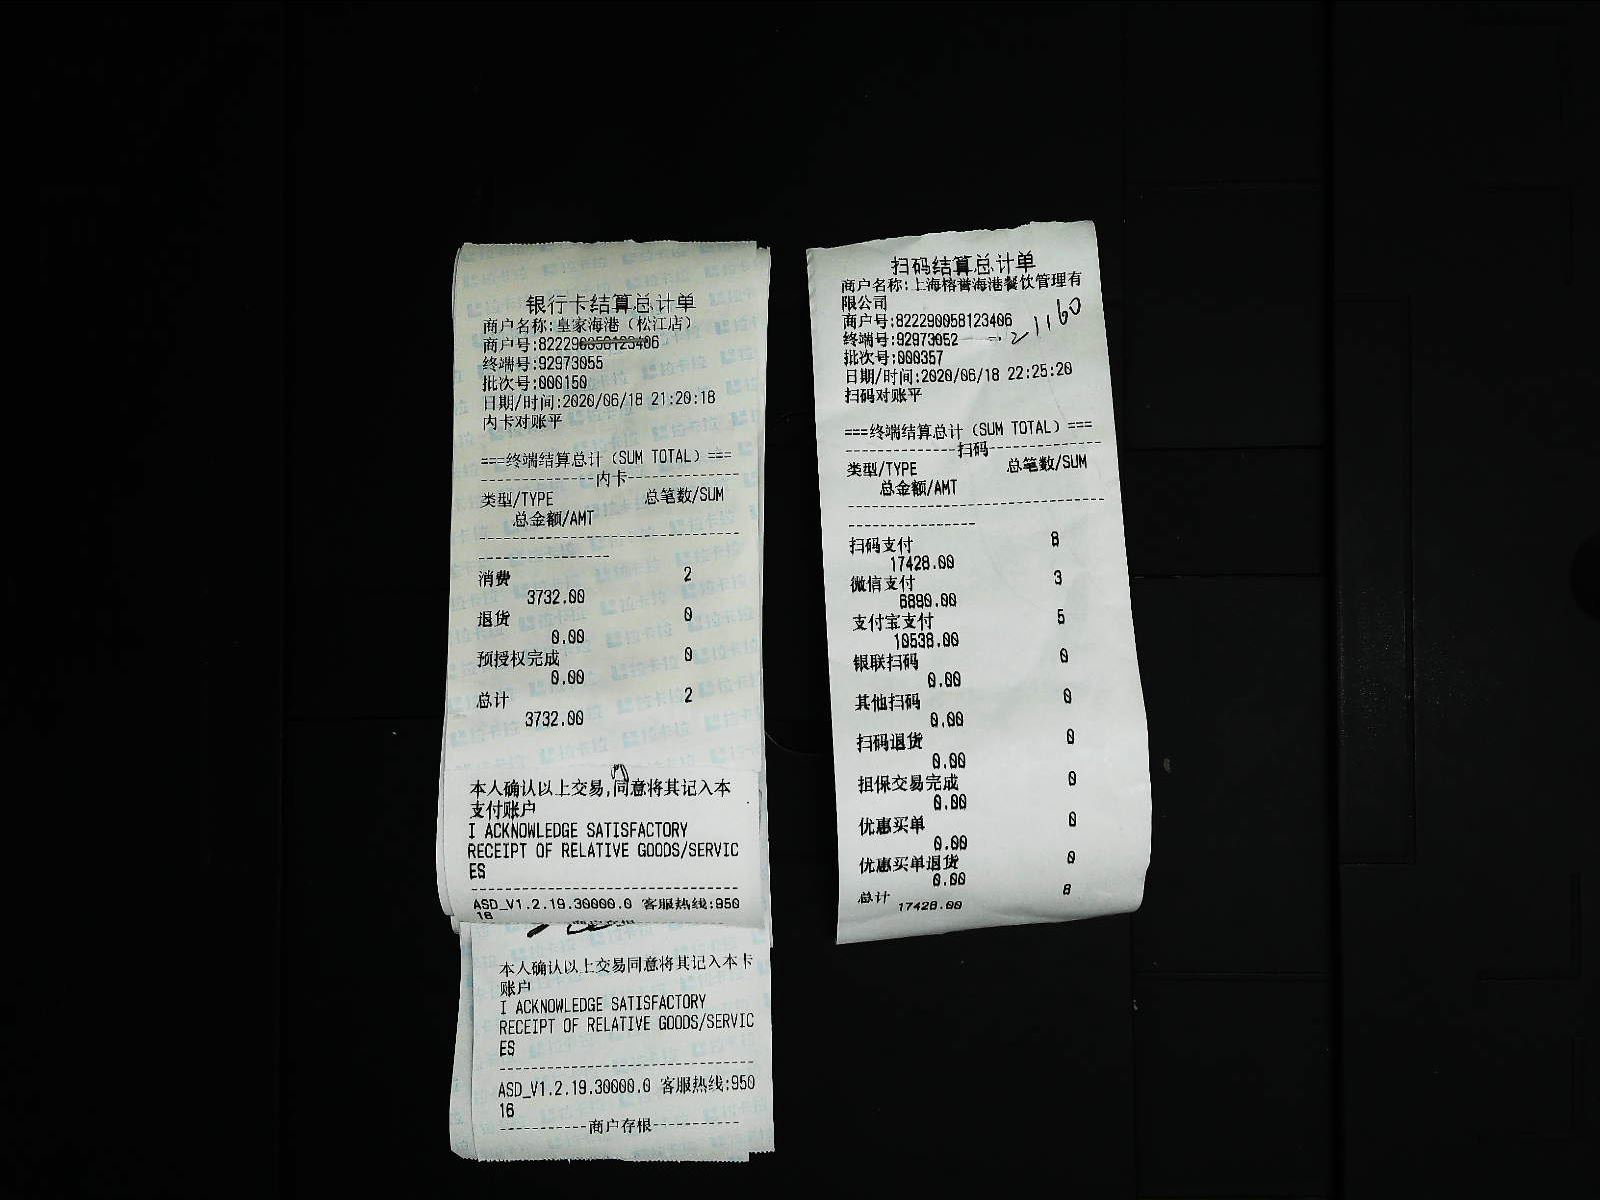 银行卡结算总计单
商户名称:皇家海港（松江店）
商户号:822290058123406
终端号:92973055
批次号:000150
日期/时间:2020/06/18 21:20:18
内卡对账平
===终端结算总计（SUM TOTAL）===
--------------内卡--------------
类型/TYPE 总笔数/SUM
总金额/AMT
消费 2
3732.00
退货 0
0.00
预授权完成 0
0.00
总计 2
3732.00
本人确认以上交易,同意将其记入本
支付账户
I ACKNOWLEDGE SATISFACTORY
RECEIPT OF RELATIVE GOODS/SERVIC
ES
ASD_V1.2.19.30000.0 客服热线:950
16
本人确认以上交易同意将其记入本卡
账户
I ACKNOWLEDGE SATISFACTORY
RECEIPT OF RELATIVE GOODS/SERVIC
ES
ASD_V1.2.19.30000.0 客服热线:950
16
-----------商户存根-----------
扫码结算总计单
商户名称:上海榕誉海港餐饮管理有
限公司
商户号:822290058123406
终端号:92973052
21160
批次号:000357
日期/时间:2020/06/18 22:25:20
扫码对账平
===终端结算总计（SUM TOTAL）===
--------------扫码--------------
类型/TYPE 总笔数/SUM
总金额/AMT
扫码支付 8
17428.00
微信支付 3
6890.00
支付宝支付 5
10538.00
银联扫码 0
0.00
其他扫码 0
0.00
扫码退货 0
0.00
担保交易完成 0
0.00
优惠买单 0
0.00
优惠买单退货 0
0.00
总计 8
17428.00